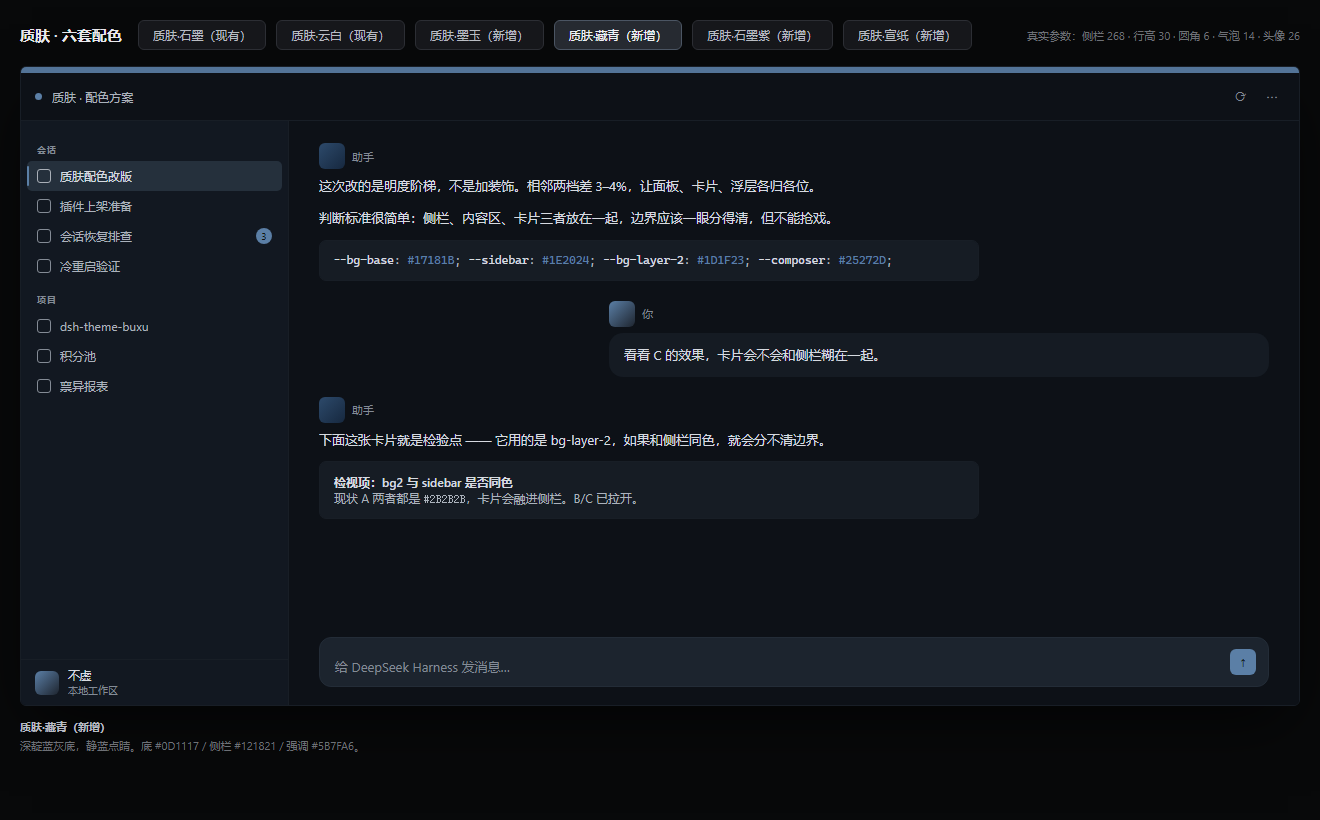 质肤 · 六套配色
质肤·石墨（现有）
质肤·云白（现有）
质肤·墨玉（新增）
质肤·藏青（新增）
质肤·石墨紫（新增）
质肤·宣纸（新增）
真实参数：侧栏 268 · 行高 30 · 圆角 6 · 气泡 14 · 头像 26
质肤 · 配色方案
会话
质肤配色改版
插件上架准备
会话恢复排查
3
冷重启验证
项目
dsh-theme-buxu
积分池
票异报表
不虚
本地工作区
助手
这次改的是明度阶梯，不是加装饰。相邻两档差 3–4%，让面板、卡片、浮层各归各位。
判断标准很简单：侧栏、内容区、卡片三者放在一起，边界应该一眼分得清，但不能抢戏。
--bg-base: #17181B; --sidebar: #1E2024; --bg-layer-2: #1D1F23; --composer: #25272D;
你
看看 C 的效果，卡片会不会和侧栏糊在一起。
助手
下面这张卡片就是检验点 —— 它用的是 bg-layer-2，如果和侧栏同色，就会分不清边界。
检视项：bg2 与 sidebar 是否同色
现状 A 两者都是 #2B2B2B，卡片会融进侧栏。B/C 已拉开。
给 DeepSeek Harness 发消息...
↑
质肤·藏青（新增）
深靛蓝灰底，静蓝点睛。底 #0D1117 / 侧栏 #121821 / 强调 #5B7FA6。